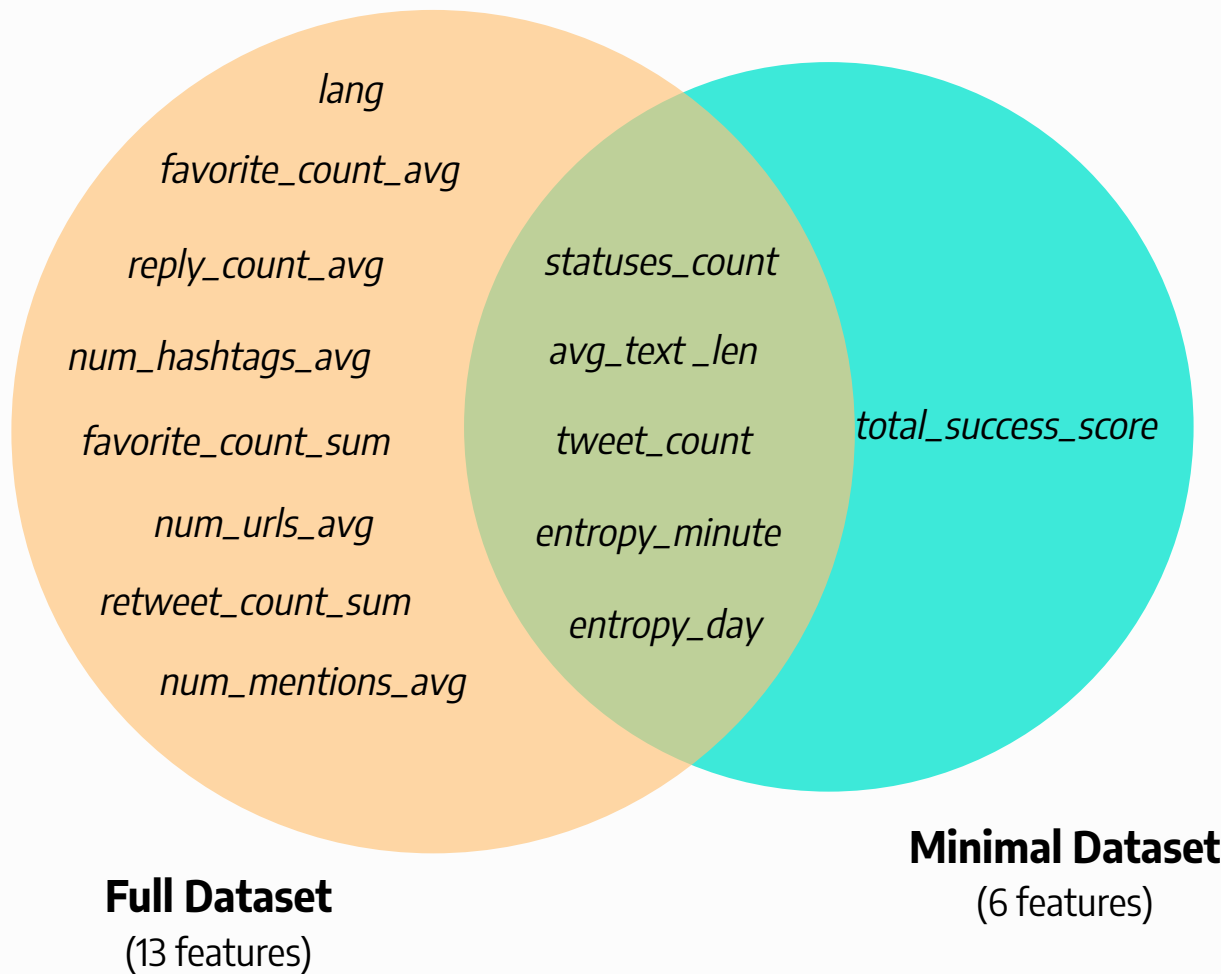 lang
favorite_count_avg
reply_count_avg
num_hashtags_avg
favorite_count_sum
num_urls_avg
retweet_count_sum
num_mentions_avg
statuses_count
avg_text _len
tweet_count
entropy_minute
entropy_day
total_success_score
Full Dataset
(13 features)
Minimal Dataset
(6 features)